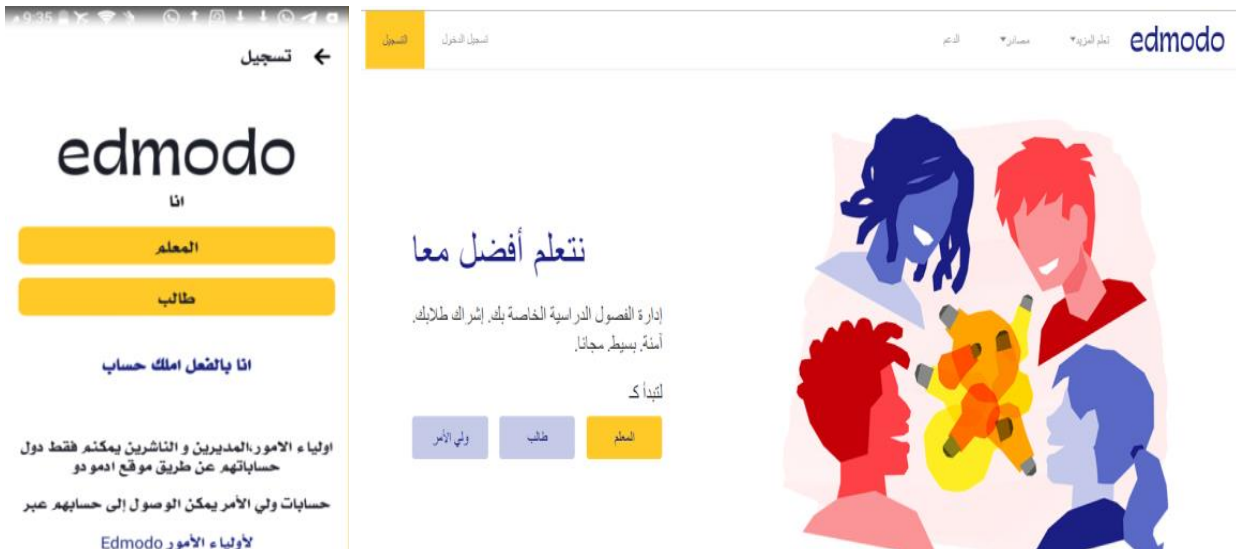 9:35
تسجيل
edmodo
انا
المعلم
طالب
انا بالفعل املك حساب
اولياء الامور،المديرين و الناشرين يمكنم فقط دول
حساباتهم عن طريق موقع ادمودو
حسابات ولي الأمر يمكن الوصول إلى حسابهم عبر
لأولياء الأمور Edmodo
edmodo
تعلم المزيد
مصادر
الدعم
تسجيل الدخول
التسجيل
نتعلم أفضل معا
إدارة الفصول الدراسية الخاصة بك. إشراك طلابك.
آمنة. بسيط. مجانا.
لتبدأ كـ
المعلم
طالب
ولي الأمر